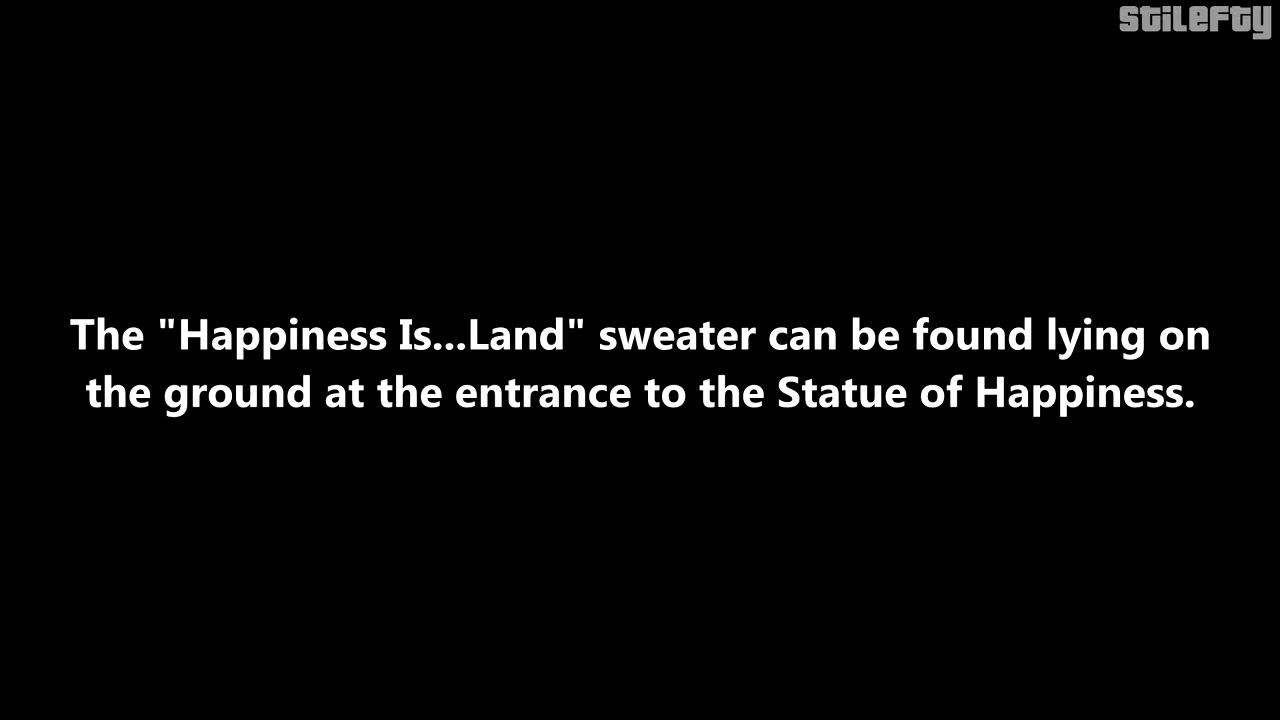 STILEFTY
The "Happiness Is...Land" sweater can be found lying on
the ground at the entrance to the Statue of Happiness.